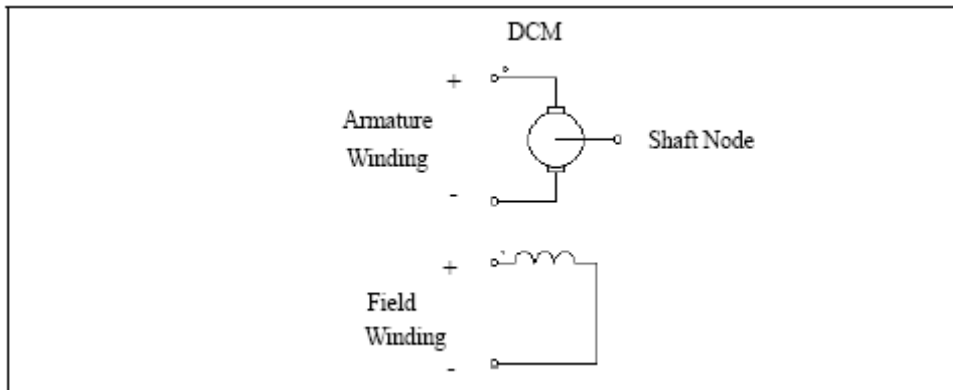 DCM
+
Armature
Winding
Shaft Node
-
+
Field
Winding
-